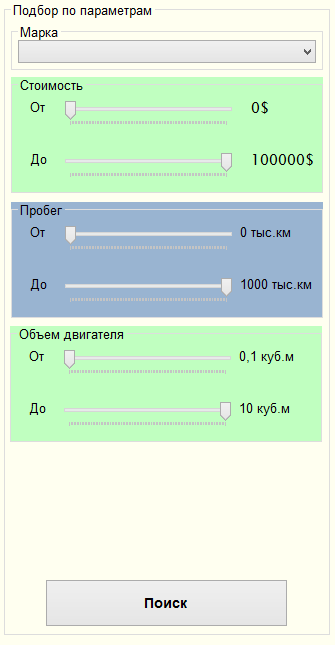 Подбор по параметрам
Марка
Стоимость
От 0$
До 100000$
Пробег
От 0 тыс.км
До 1000 тыс.км
Объем двигателя
От 0,1 куб.м
До 10 куб.м
Поиск